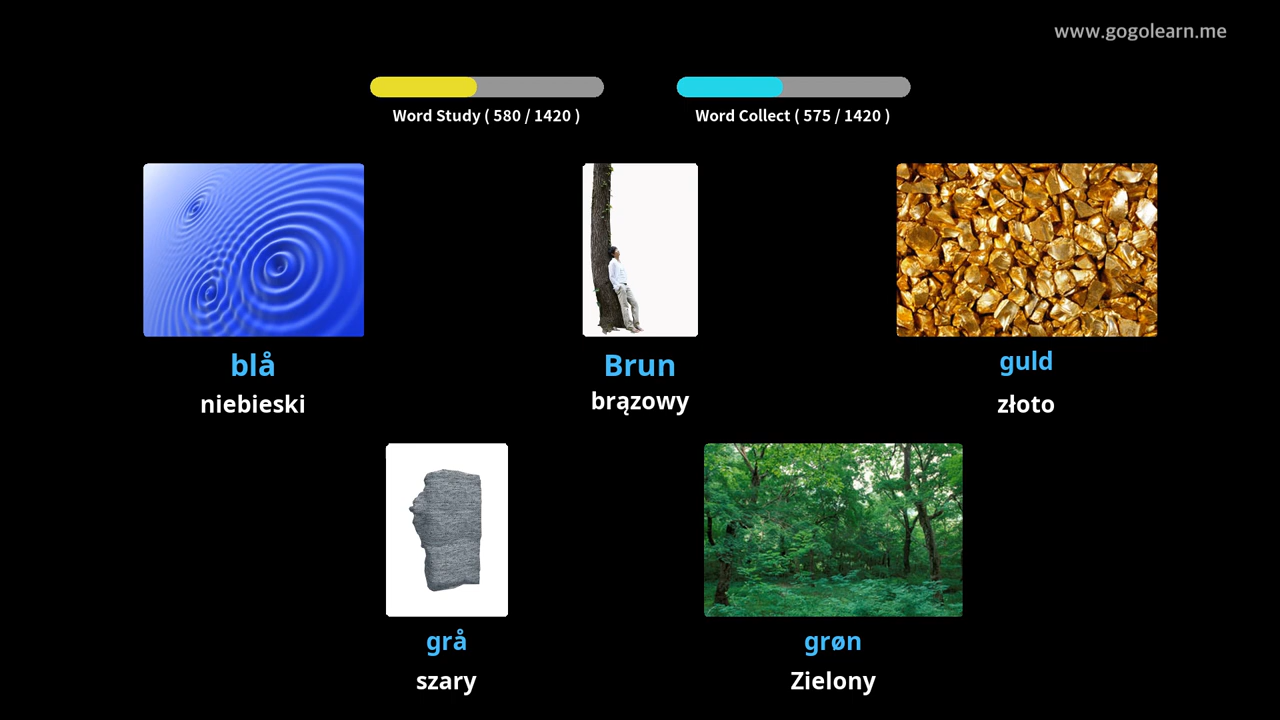 www.gogolearn.me
Word Study ( 580 / 1420 )
Word Collect ( 575 / 1420 )
blå
Brun
guld
niebieski
brązowy
złoto
grå
grøn
szary
Zielony